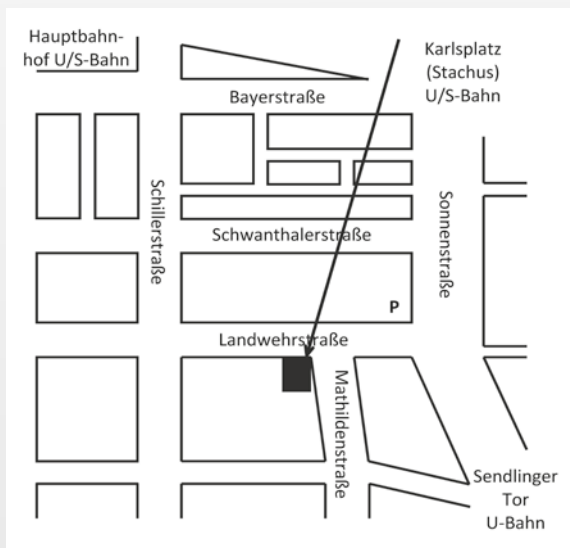 Hauptbahn-
hof U/S-Bahn
Karlsplatz
(Stachus)
U/S-Bahn
Bayerstraße
Schillerstraße
Sonnenstraße
Schwanthalerstraße
P
Landwehrstraße
Mathildenstraße
Sendlinger
Tor
U-Bahn